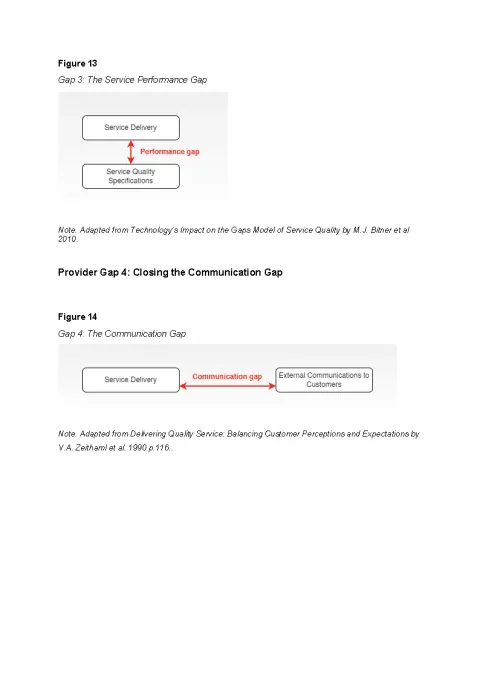 Figure 13
Gap 3: The Service Performance Gap
Service Delivery
Performance gap
Service Quality
Specifications
Note. Adapted from Technology's Impact on the Gaps Model of Service Quality by M.J. Bitner et al
2010.
Provider Gap 4: Closing the Communication Gap
Figure 14
Gap 4: The Communication Gap
Service Delivery
Communication gap
External Communications to
Customers
Note. Adapted from Delivering Quality Service: Balancing Customer Perceptions and Expectations by
V.A. Zeithaml et al. 1990 p.116..